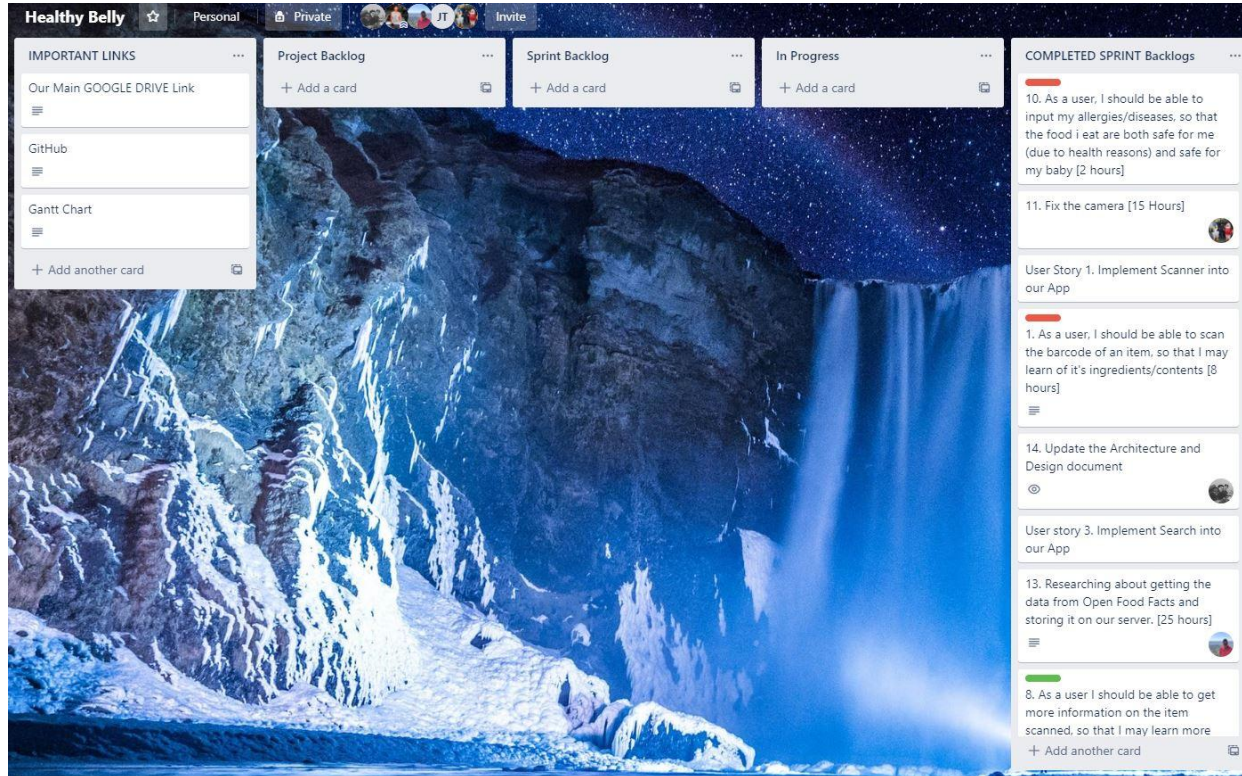 Healthy Belly Personal Private JT Invite
IMPORTANT LINKS
Our Main GOOGLE DRIVE Link
GitHub
Gantt Chart
+ Add another card
Project Backlog
+ Add a card
Sprint Backlog
+ Add a card
In Progress
+ Add a card
COMPLETED SPRINT Backlogs
10. As a user, I should be able to
input my allergies/diseases, so that
the food i eat are both safe for me
(due to health reasons) and safe for
my baby [2 hours]
11. Fix the camera [15 Hours]
User Story 1. Implement Scanner into
our App
1. As a user, I should be able to scan
the barcode of an item, so that I may
learn of it's ingredients/contents [8
hours]
14. Update the Architecture and
Design document
User story 3. Implement Search into
our App
13. Researching about getting the
data from Open Food Facts and
storing it on our server. [25 hours]
8. As a user I should be able to get
more information on the item
scanned, so that I may learn more
+ Add another card